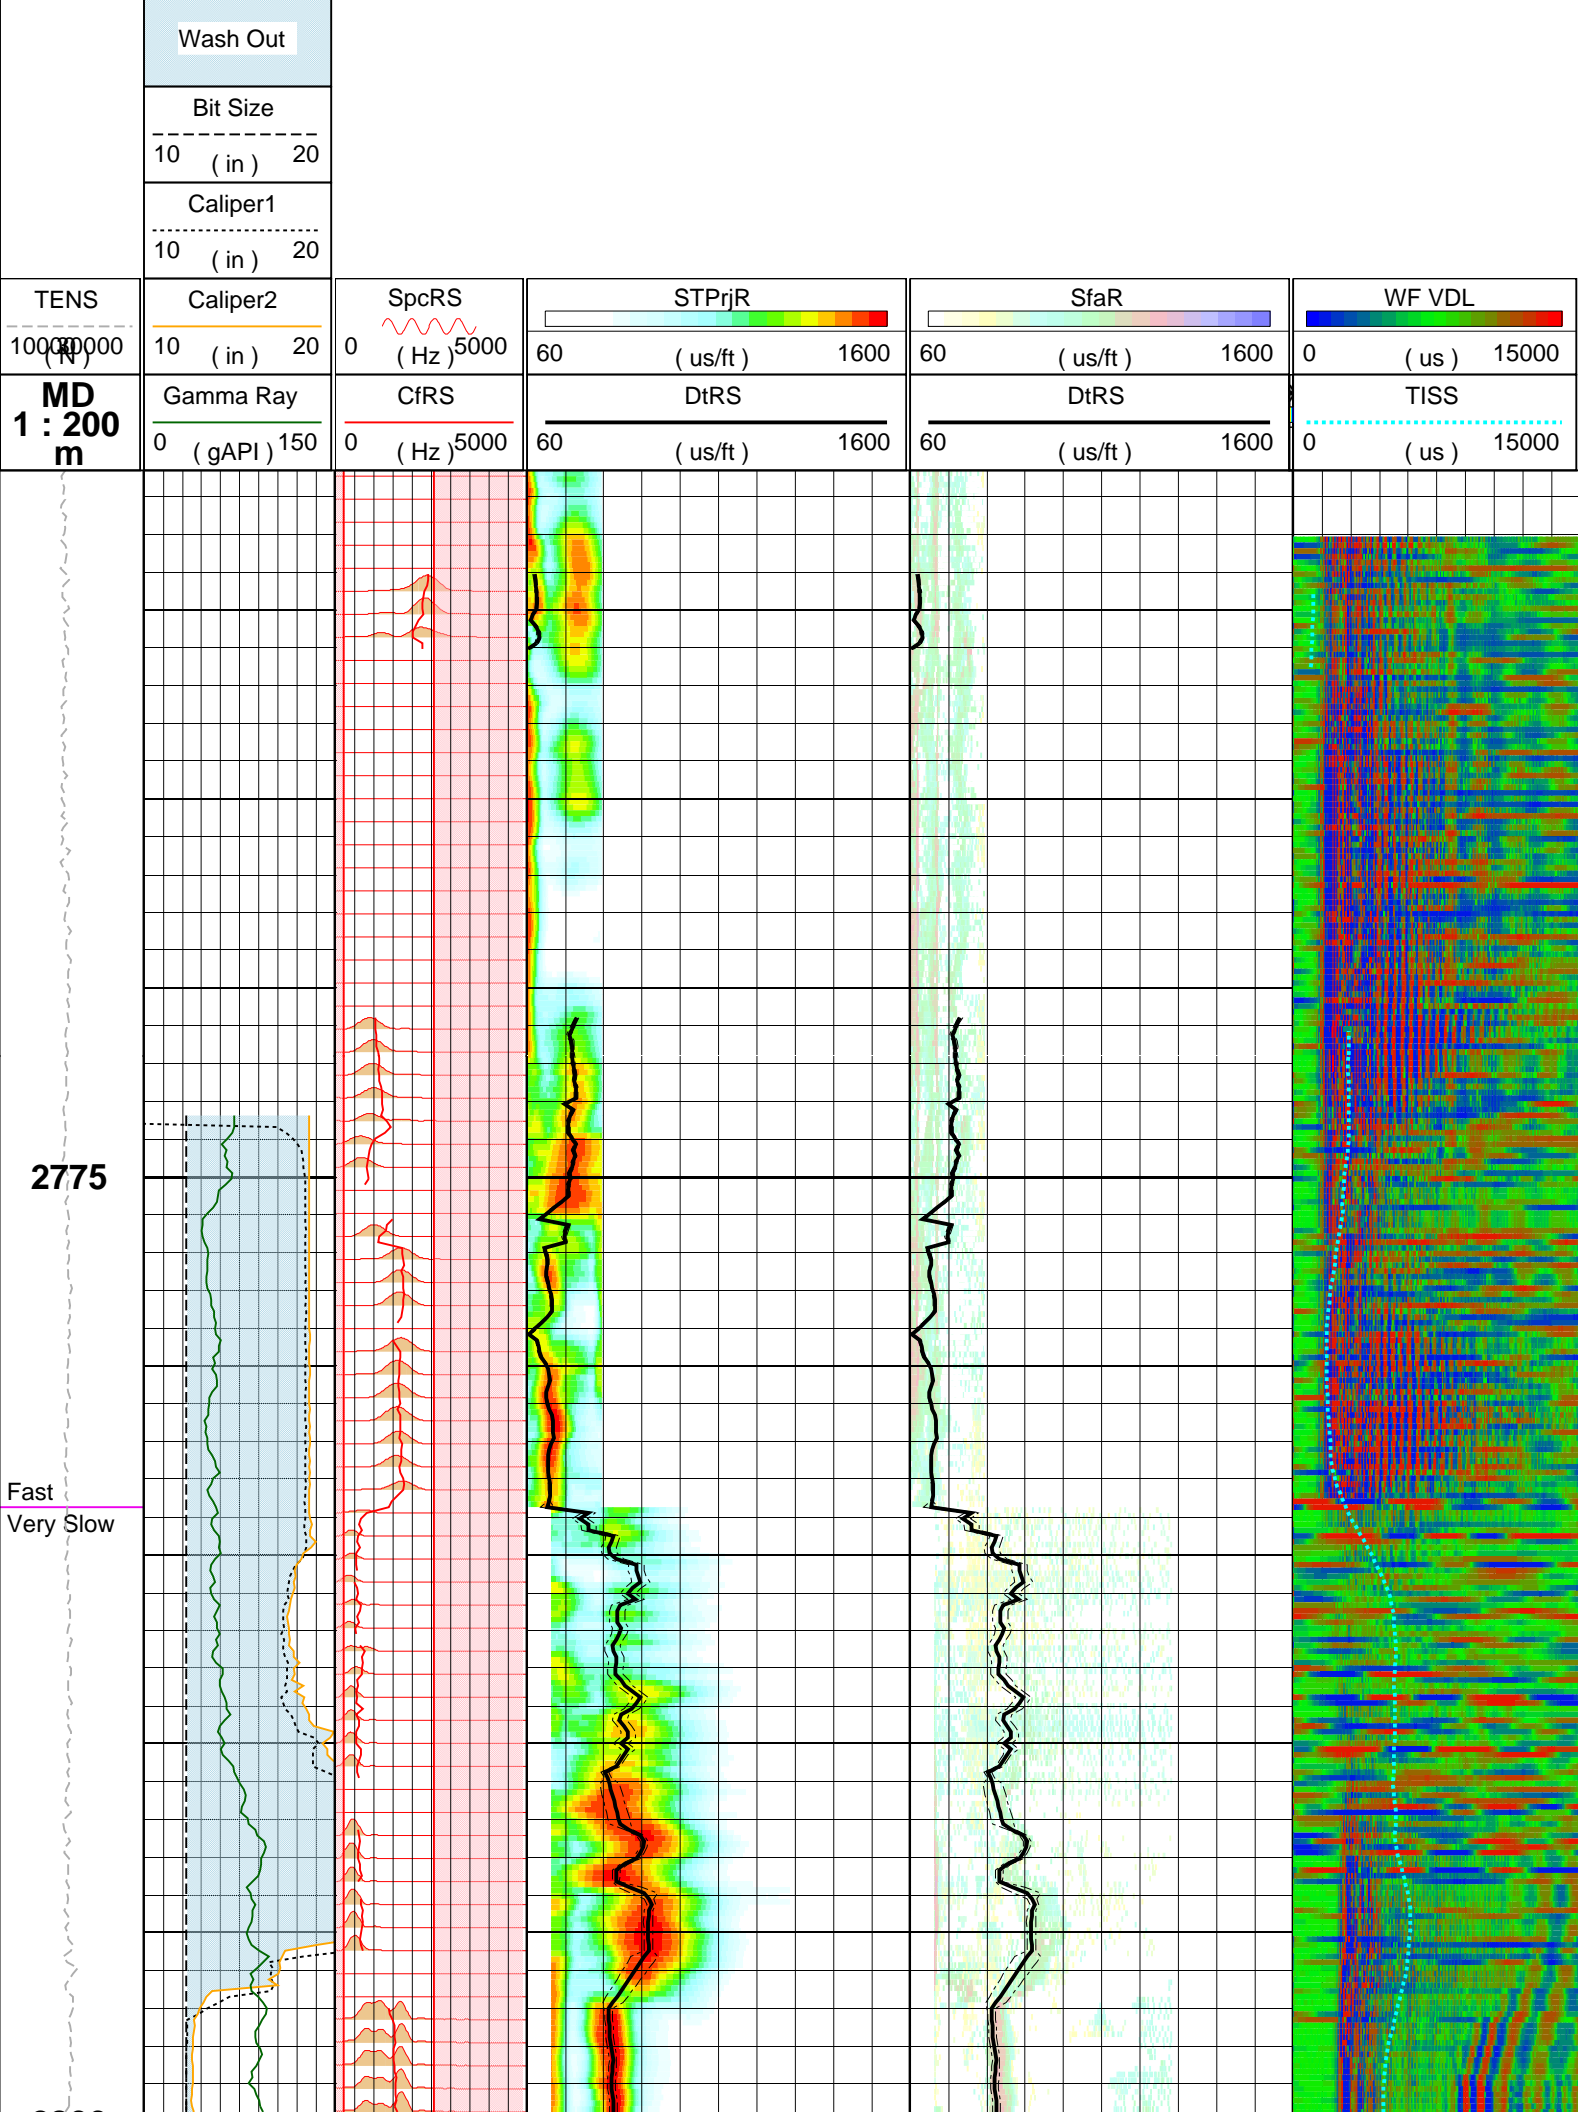 Wash Out
Bit Size
10 ( in ) 20
Caliper1
10 ( in ) 20
TENS
( N )
Caliper2
10 ( in ) 20
SpcRS
0 ( Hz ) 5000
STPrjR
60 ( us/ft ) 1600
SfaR
60 ( us/ft ) 1600
WF VDL
0 ( us ) 15000
MD
1 : 200
m
Gamma Ray
0 ( gAPI ) 150
CfRS
0 ( Hz ) 5000
DtRS
60 ( us/ft ) 1600
DtRS
60 ( us/ft ) 1600
TISS
0 ( us ) 15000
2775
Fast
Very Slow